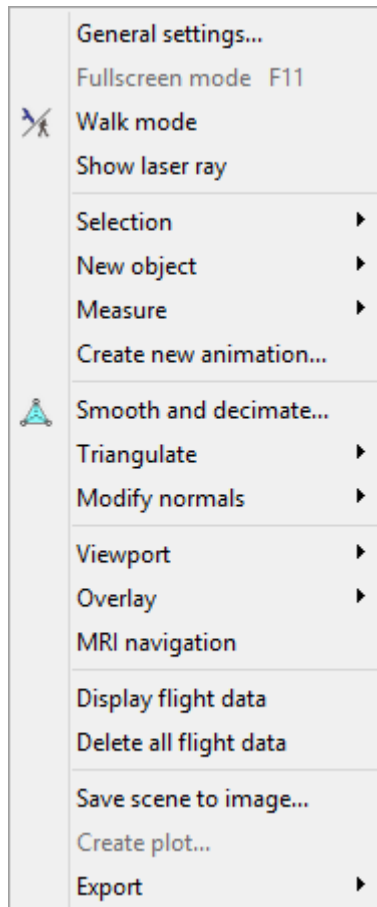 General settings...
Fullscreen mode F11
Walk mode
Show laser ray
Selection
New object
Measure
Create new animation...
Smooth and decimate...
Triangulate
Modify normals
Viewport
Overlay
MRI navigation
Display flight data
Delete all flight data
Save scene to image...
Create plot...
Export